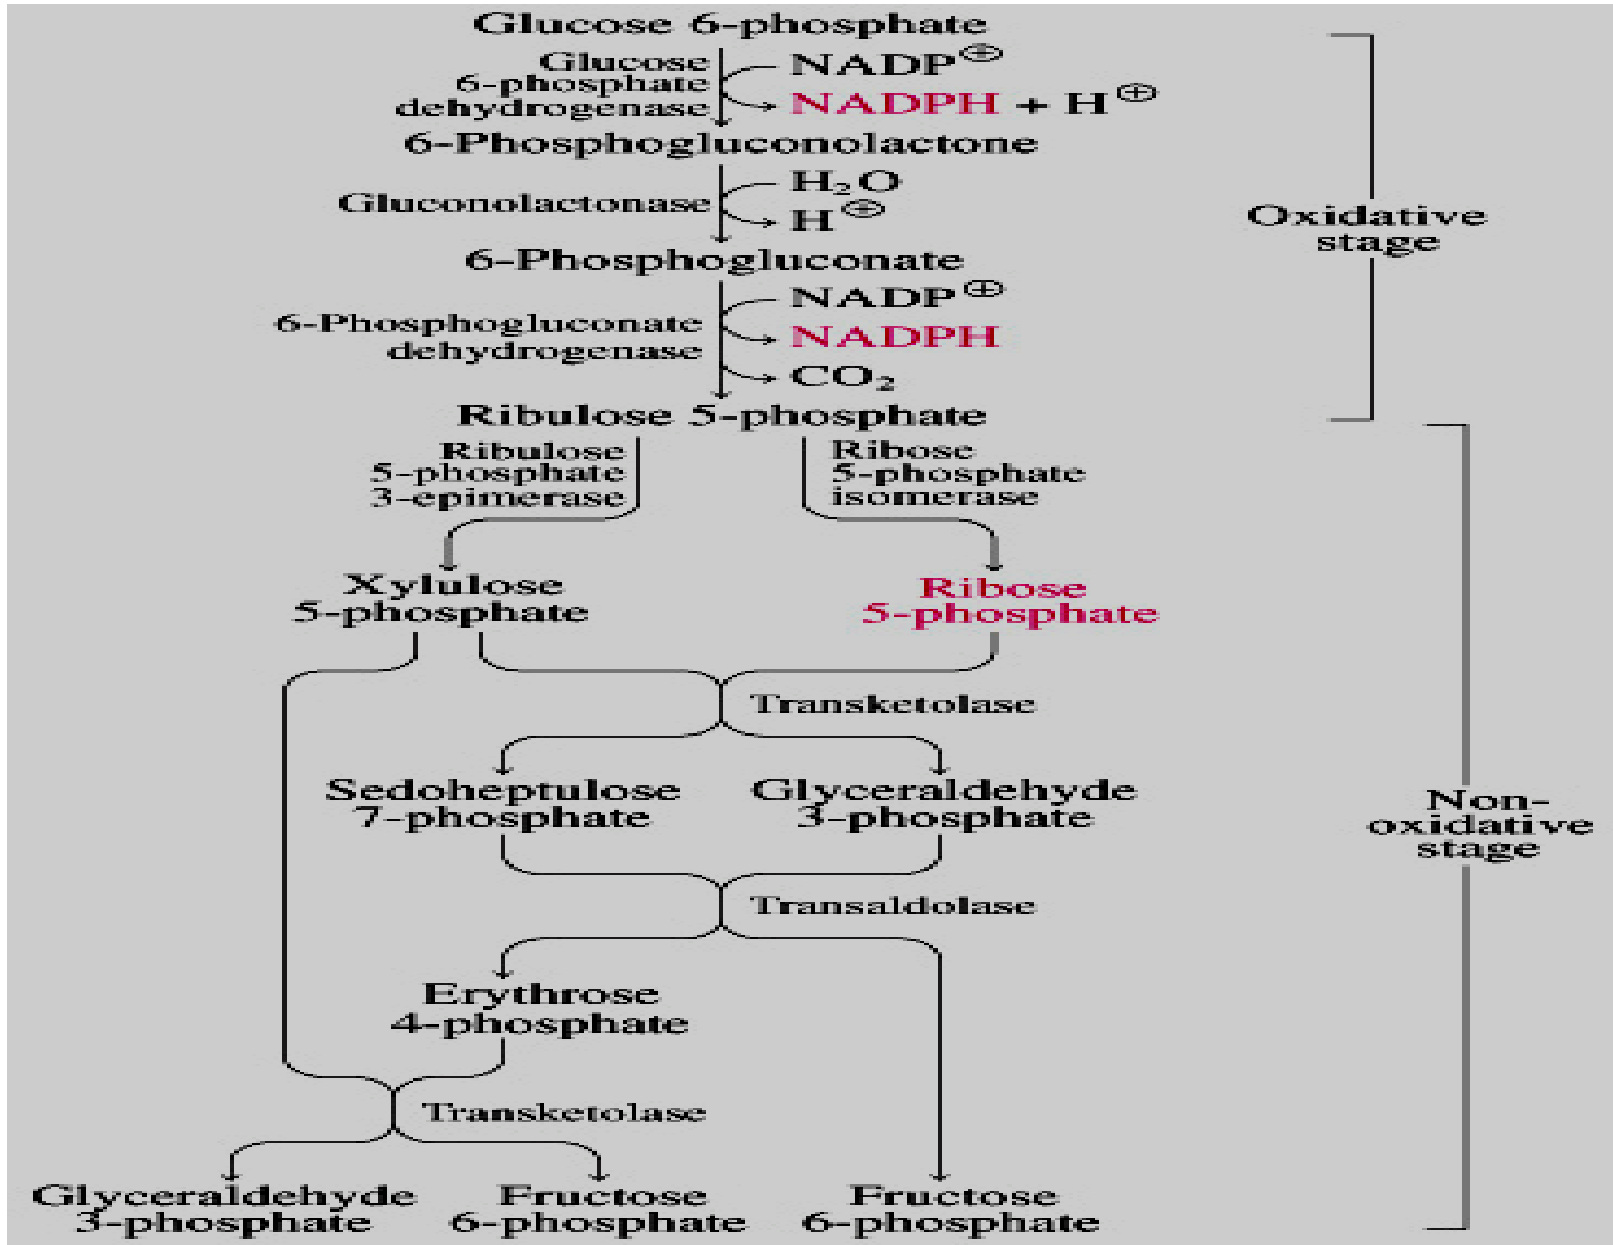 Glucose 6-phosphate
Glucose
6-phosphate
dehydrogenase
NADP⊕
NADPH + H⊕
6-Phosphogluconolactone
Gluconolactonase
H₂O
H⊕
6-Phosphogluconate
6-Phosphogluconate
dehydrogenase
NADP⊕
NADPH
CO₂
Ribulose 5-phosphate
Oxidative
stage
Ribulose
5-phosphate
3-epimerase
Ribose
5-phosphate
isomerase
Xylulose
5-phosphate
Ribose
5-phosphate
Transketolase
Sedoheptulose
7-phosphate
Glyceraldehyde
3-phosphate
Transaldolase
Erythrose
4-phosphate
Transketolase
Glyceraldehyde
3-phosphate
Fructose
6-phosphate
Fructose
6-phosphate
Non-
oxidative
stage